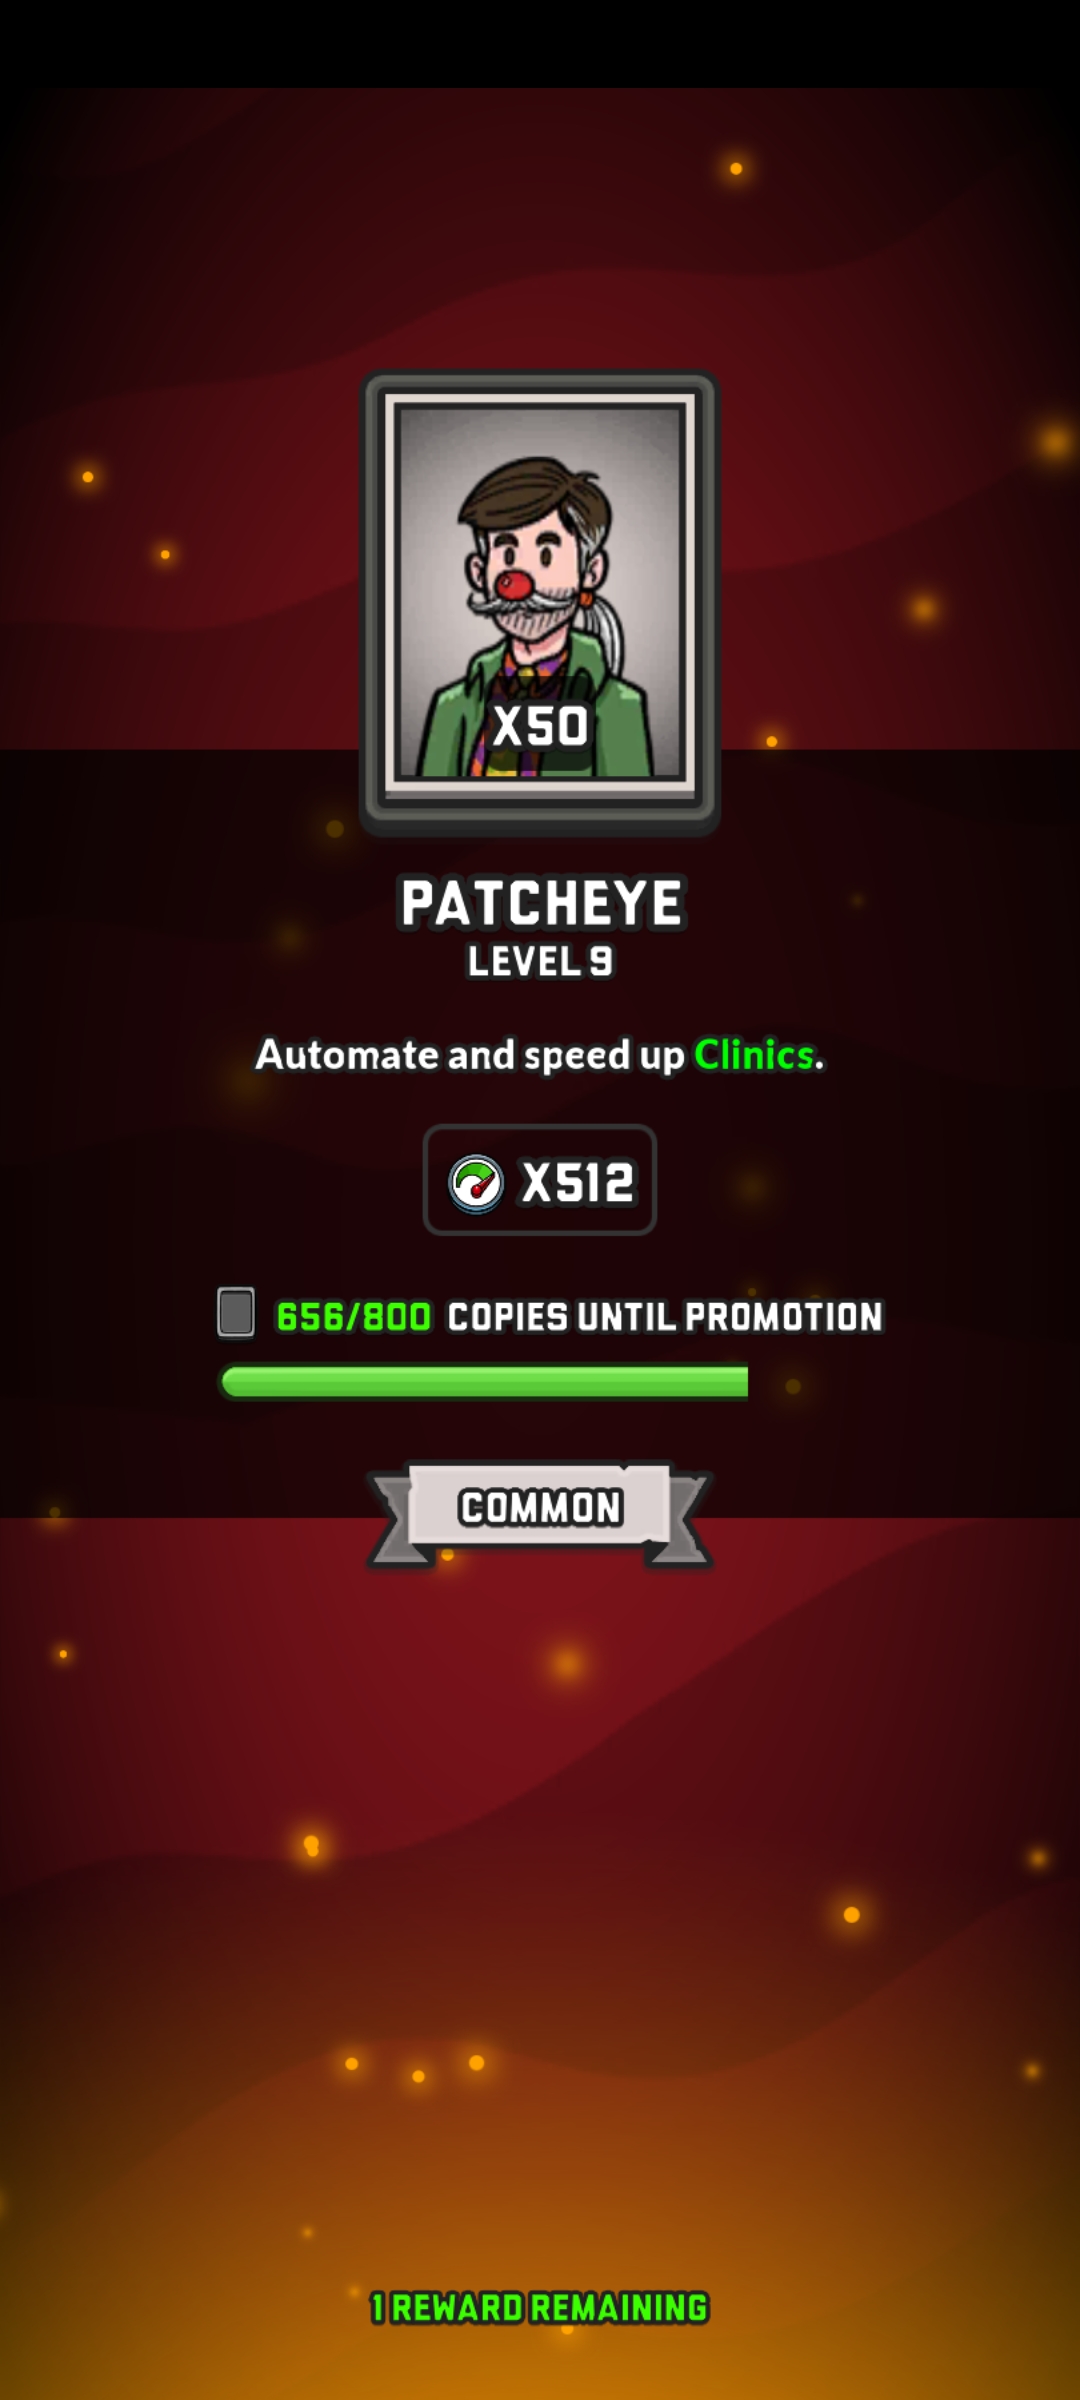 X50
PATCHEYE
LEVEL 9
Automate and speed up Clinics.
X512
656/800 COPIES UNTIL PROMOTION
COMMON
1 REWARD REMAINING